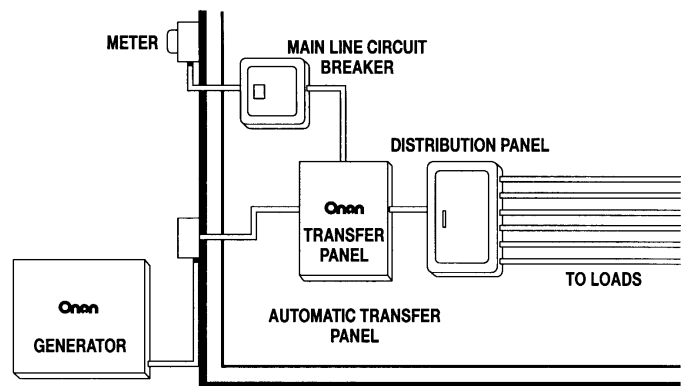 METER
MAIN LINE CIRCUIT
BREAKER
DISTRIBUTION PANEL
Onan
TRANSFER
PANEL
TO LOADS
Onan
GENERATOR
AUTOMATIC TRANSFER
PANEL